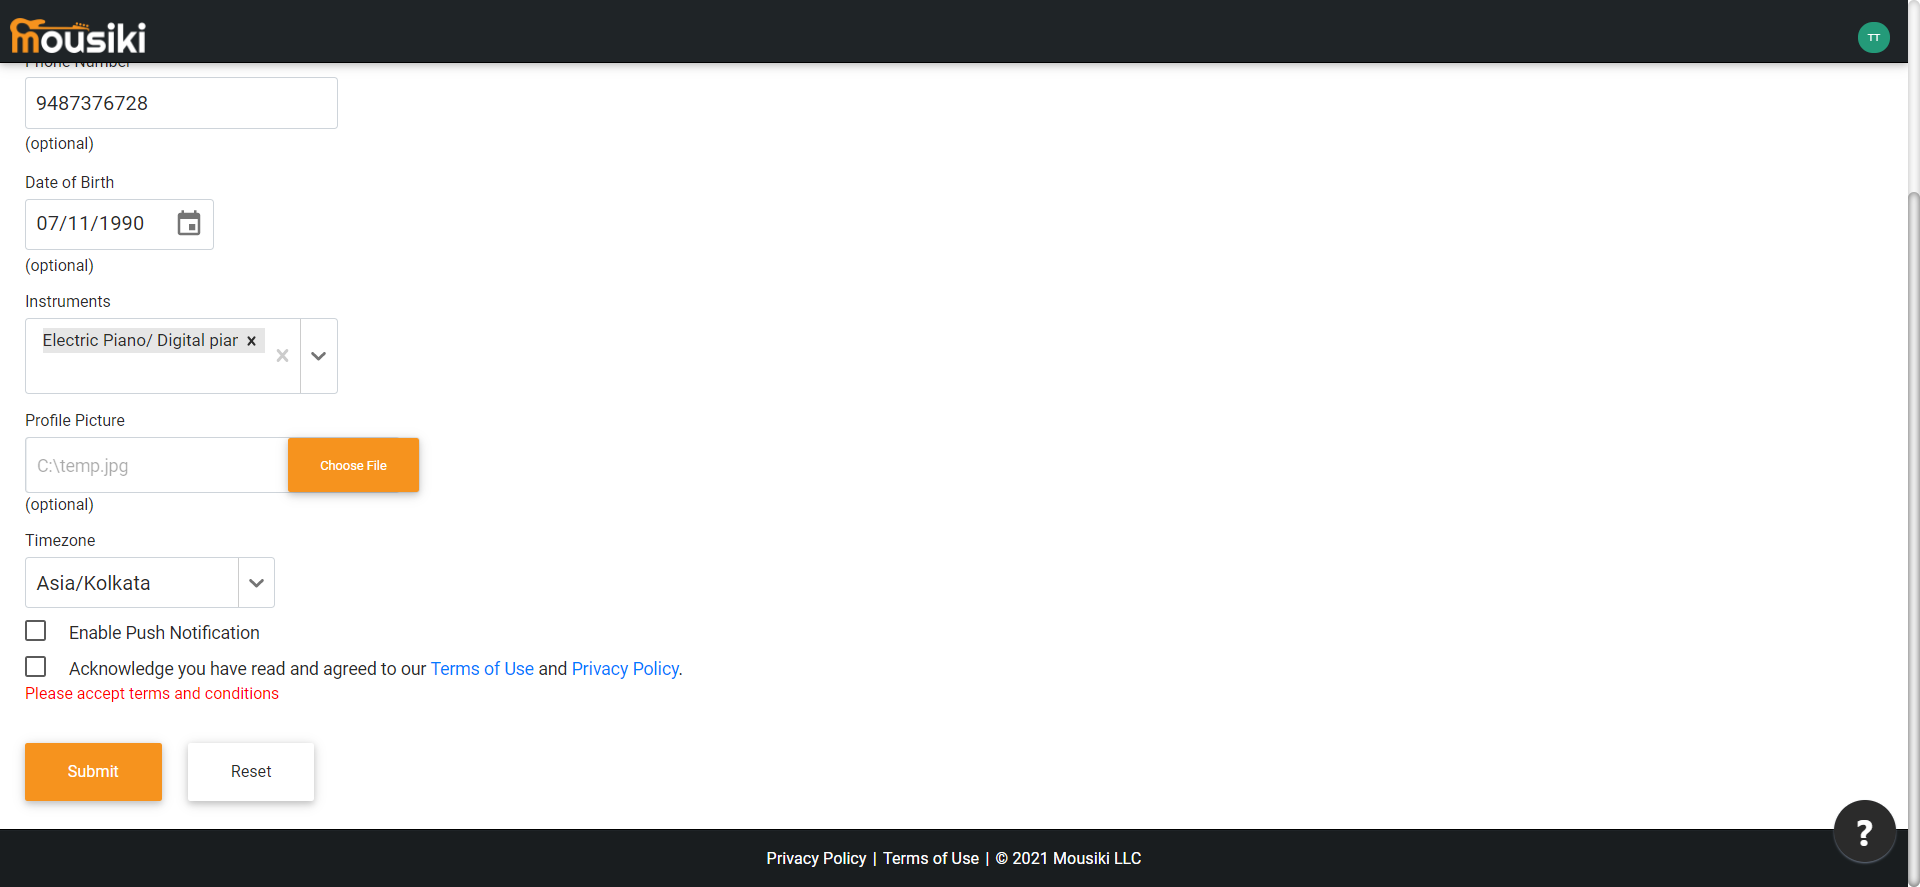 mousiki
TT
Phone Number
9487376728
(optional)
Date of Birth
07/11/1990
(optional)
Instruments
Electric Piano/ Digital piar
Profile Picture
C:\temp.jpg
Choose File
(optional)
Timezone
Asia/Kolkata
Enable Push Notification
Acknowledge you have read and agreed to our Terms of Use and Privacy Policy.
Please accept terms and conditions
Submit
Reset
?
Privacy Policy | Terms of Use | © 2021 Mousiki LLC